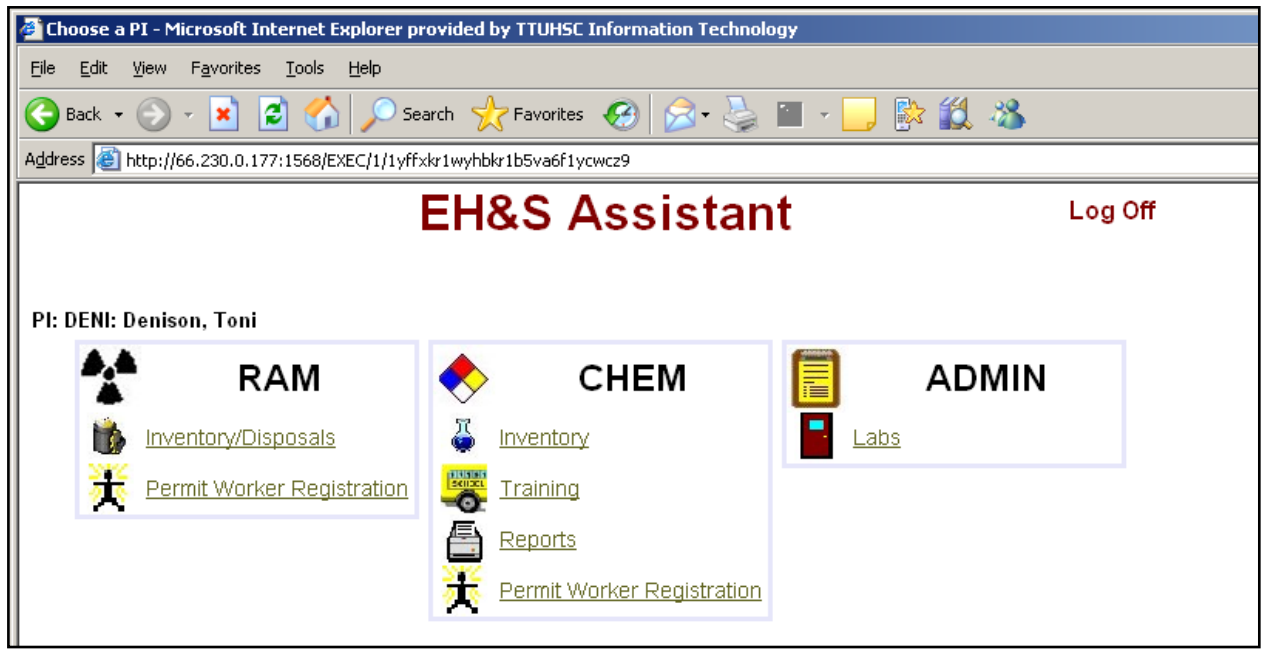 Choose a PI - Microsoft Internet Explorer provided by TTUHSC Information Technology
File Edit View Favorites Tools Help
Back Search Favorites
Address http://66.230.0.177:1568/EXEC/1/1yffxkr1wyhbkr1b5va6f1ycwcz9
EH&S Assistant Log Off
PI: DENI: Denison, Toni
RAM
Inventory/Disposals
Permit Worker Registration
CHEM
Inventory
Training
Reports
Permit Worker Registration
ADMIN
Labs